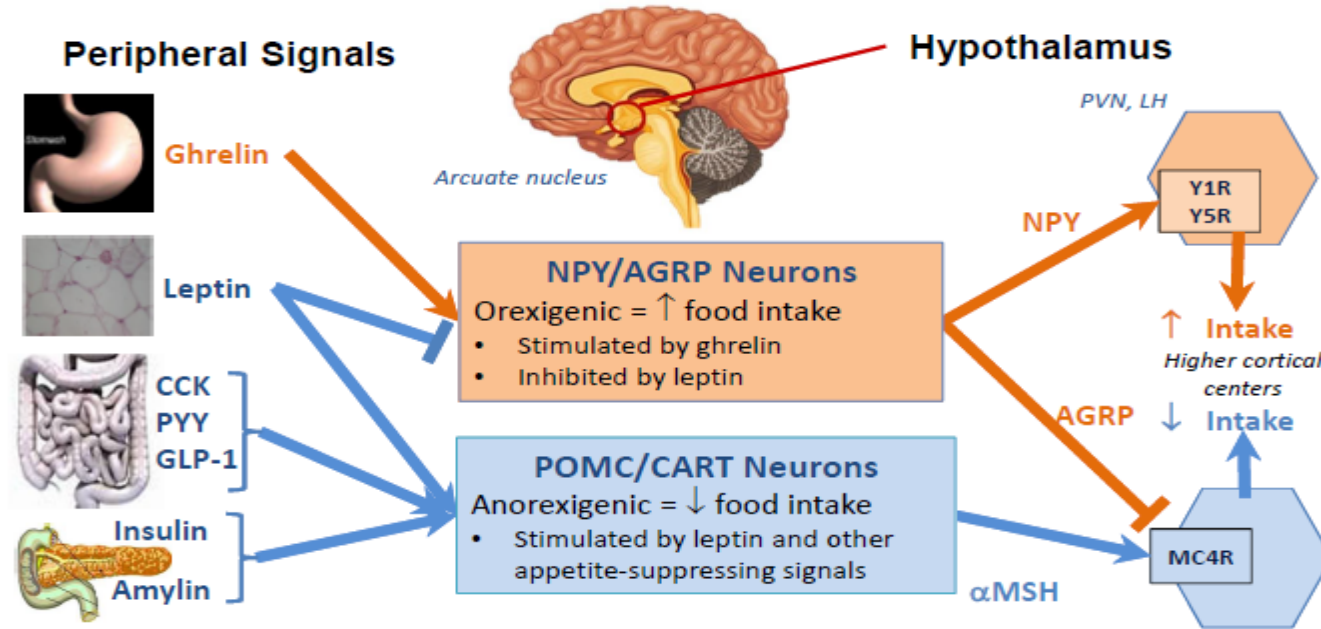 Peripheral Signals
Hypothalamus
PVN, LH
Stomach
Ghrelin
Arcuate nucleus
Y1R
Y5R
NPY
Leptin
NPY/AGRP Neurons
Orexigenic = ↑ food intake
• Stimulated by ghrelin
• Inhibited by leptin
↑ Intake
Higher cortical
centers
AGRP
↓ Intake
CCK
PYY
GLP-1
POMC/CART Neurons
Anorexigenic = ↓ food intake
• Stimulated by leptin and other
appetite-suppressing signals
Insulin
Amylin
MC4R
αMSH